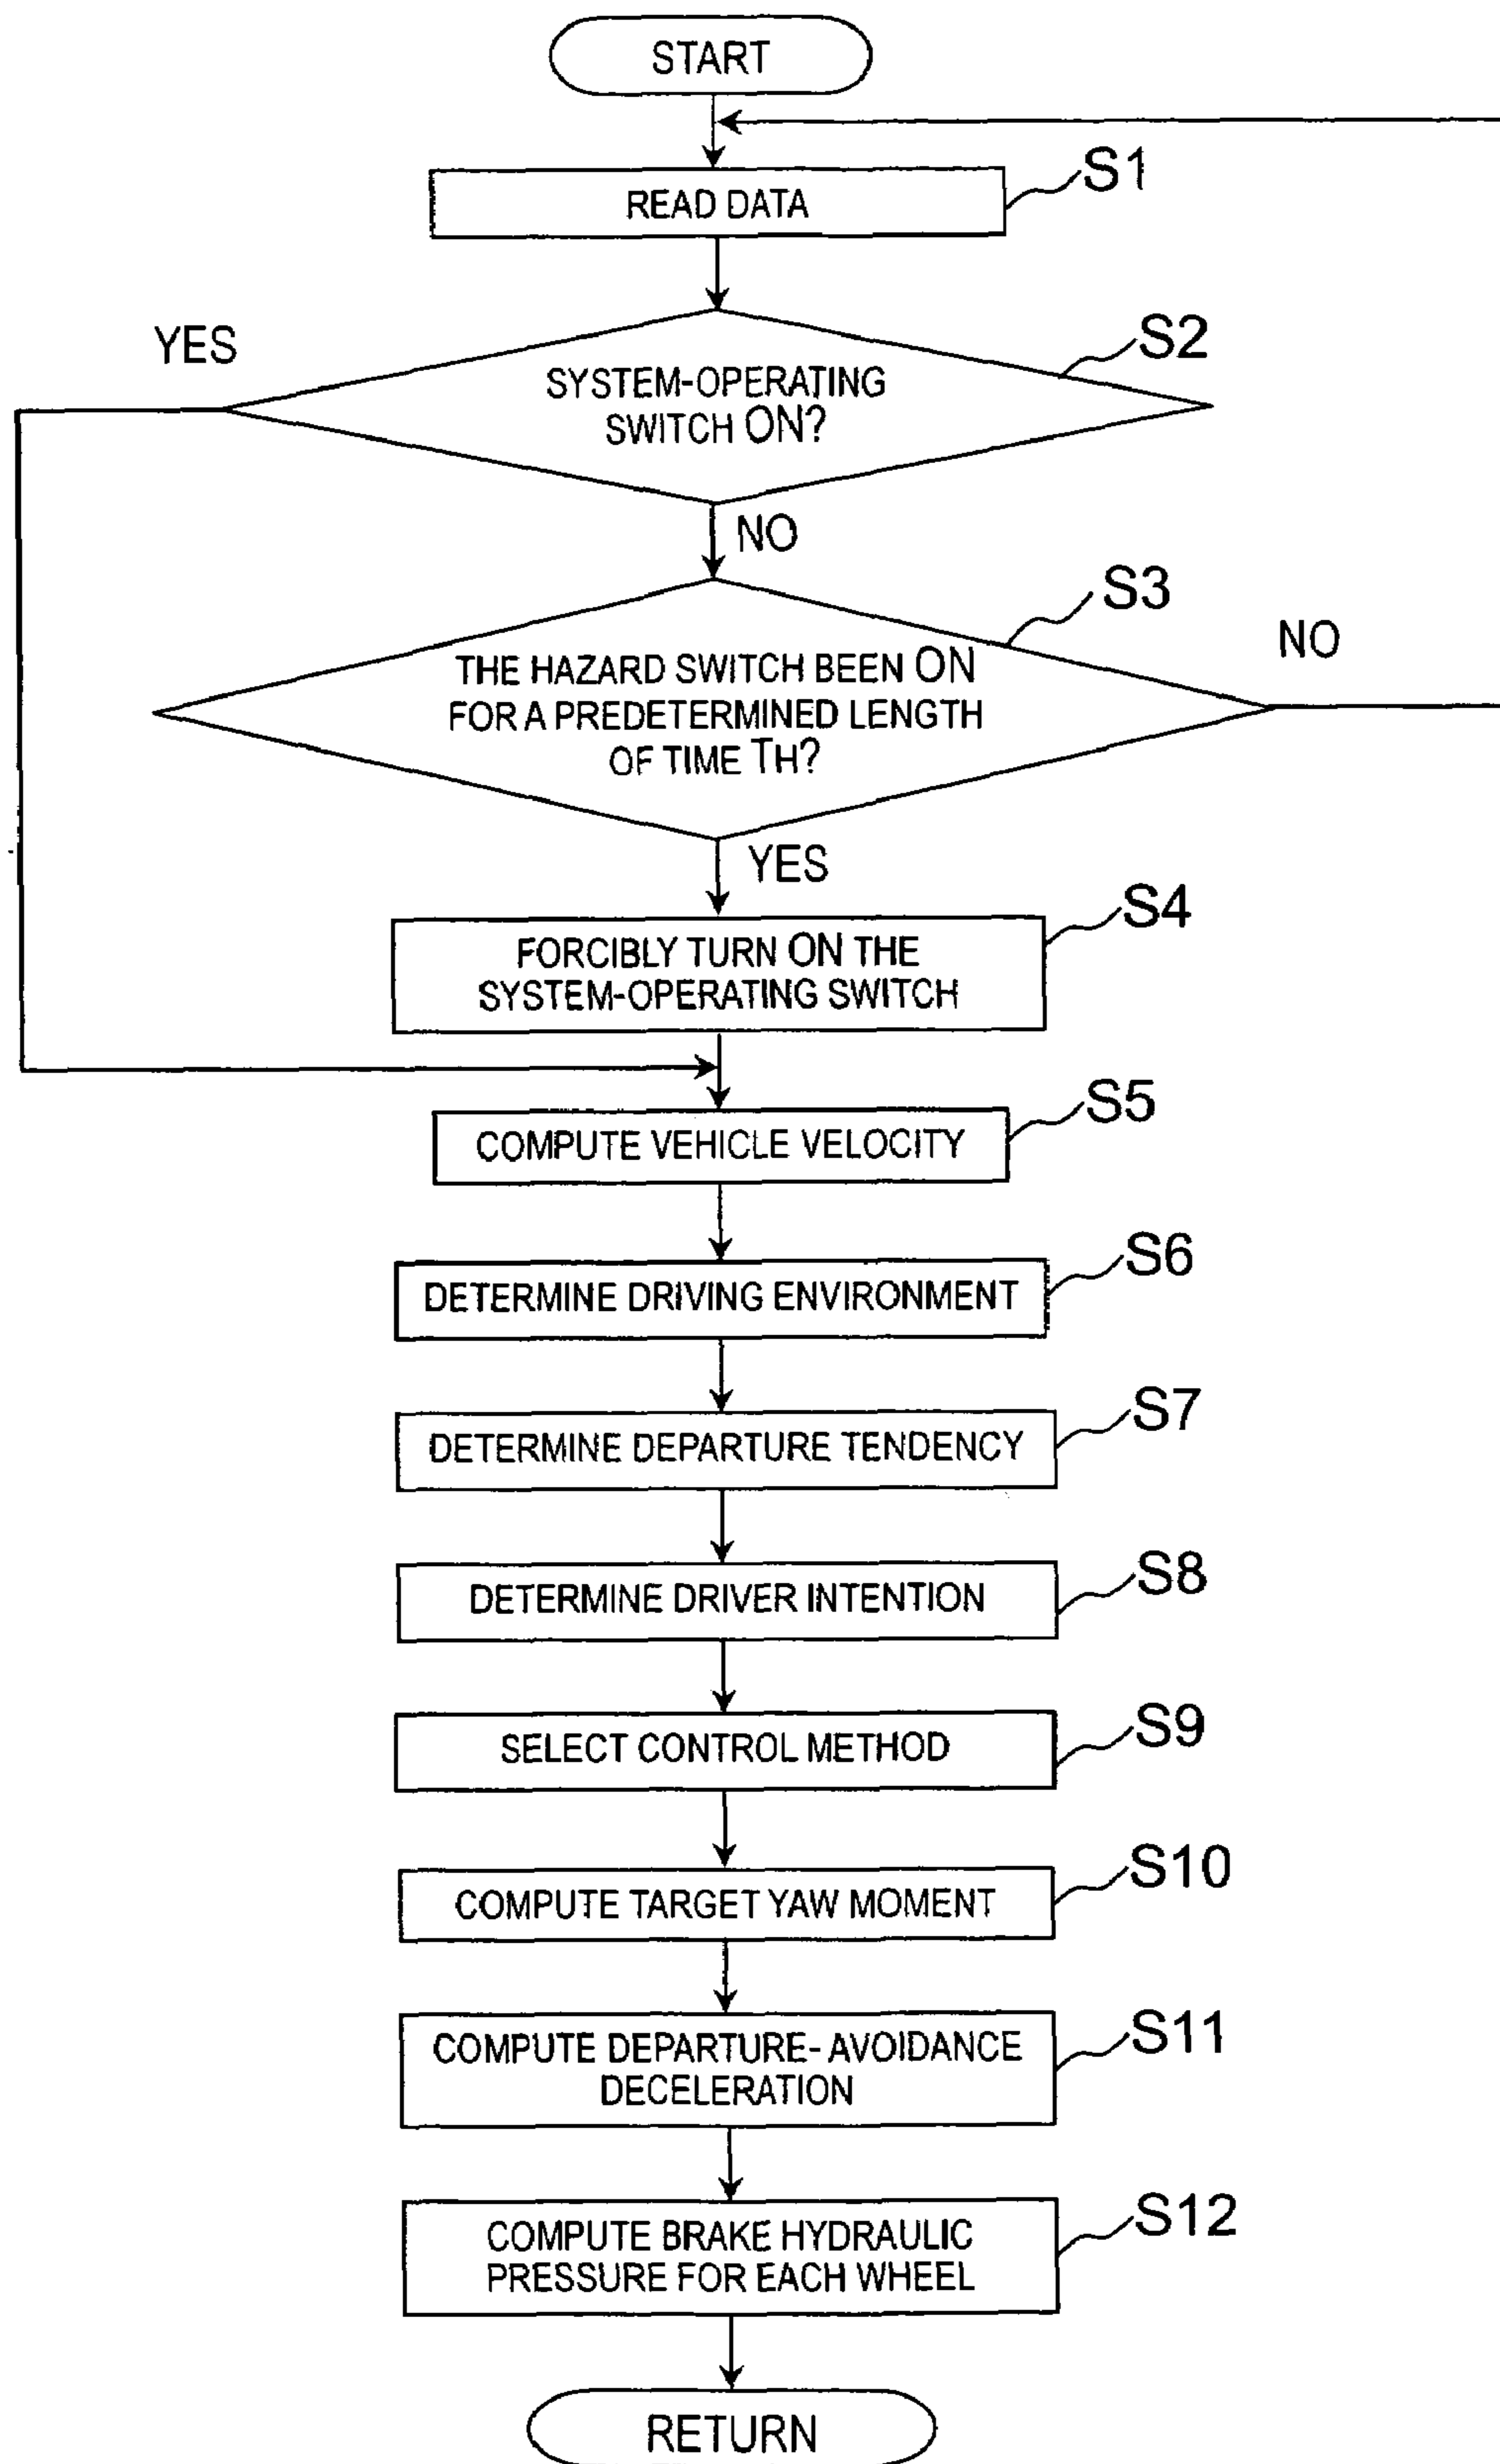 START
S1
READ DATA
YES
S2
SYSTEM-OPERATING
SWITCH ON?
NO
S3
NO
THE HAZARD SWITCH BEEN ON
FOR A PREDETERMINED LENGTH
OF TIME TH?
YES
S4
FORCIBLY TURN ON THE
SYSTEM-OPERATING SWITCH
S5
COMPUTE VEHICLE VELOCITY
S6
DETERMINE DRIVING ENVIRONMENT
S7
DETERMINE DEPARTURE TENDENCY
S8
DETERMINE DRIVER INTENTION
S9
SELECT CONTROL METHOD
S10
COMPUTE TARGET YAW MOMENT
S11
COMPUTE DEPARTURE- AVOIDANCE
DECELERATION
S12
COMPUTE BRAKE HYDRAULIC
PRESSURE FOR EACH WHEEL
RETURN